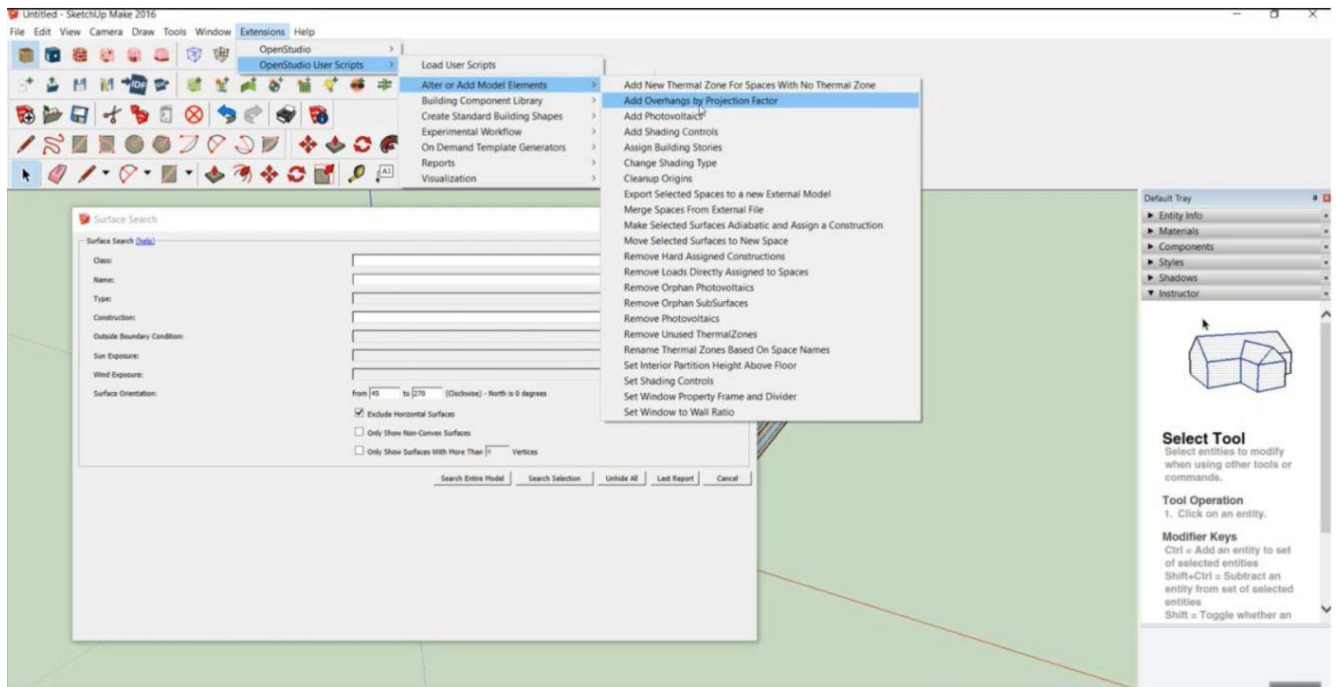 Untitled - SketchUp Make 2016
File Edit View Camera Draw Tools Window Extensions Help
OpenStudio
OpenStudio User Scripts
Load User Scripts
Alter or Add Model Elements
Building Component Library
Create Standard Building Shapes
Experimental Workflow
On Demand Template Generators
Reports
Visualization
Add New Thermal Zone For Spaces With No Thermal Zone
Add Overhangs by Projection Factor
Add Photovoltaics
Add Shading Controls
Assign Building Stories
Change Shading Type
Cleanup Origins
Export Selected Spaces to a new External Model
Merge Spaces From External File
Make Selected Surfaces Adiabatic and Assign a Construction
Move Selected Surfaces to New Space
Remove Hard Assigned Constructions
Remove Loads Directly Assigned to Spaces
Remove Orphan Photovoltaics
Remove Orphan SubSurfaces
Remove Photovoltaics
Remove Unused ThermalZones
Rename Thermal Zones Based On Space Names
Set Interior Partition Height Above Floor
Set Shading Controls
Set Window Property Frame and Divider
Set Window to Wall Ratio
IDF
A1
Surface Search
Surface Search (help)
Class:
Name:
Type:
Construction:
Outside Boundary Condition:
Sun Exposure:
Wind Exposure:
Surface Orientation: from 45 to 270 (Clockwise) - North is 0 degrees
Exclude Horizontal Surfaces
Only Show Non-Convex Surfaces
Only Show Surfaces With More Than Vertices
Search Entire Model Search Selection Unhide All Last Report Cancel
Default Tray
Entity Info
Materials
Components
Styles
Shadows
Instructor
Select Tool
Select entities to modify
when using other tools or
commands.
Tool Operation
1. Click on an entity.
Modifier Keys
Ctrl = Add an entity to set
of selected entities
Shift+Ctrl = Subtract an
entity from set of selected
entities
Shift = Toggle whether an